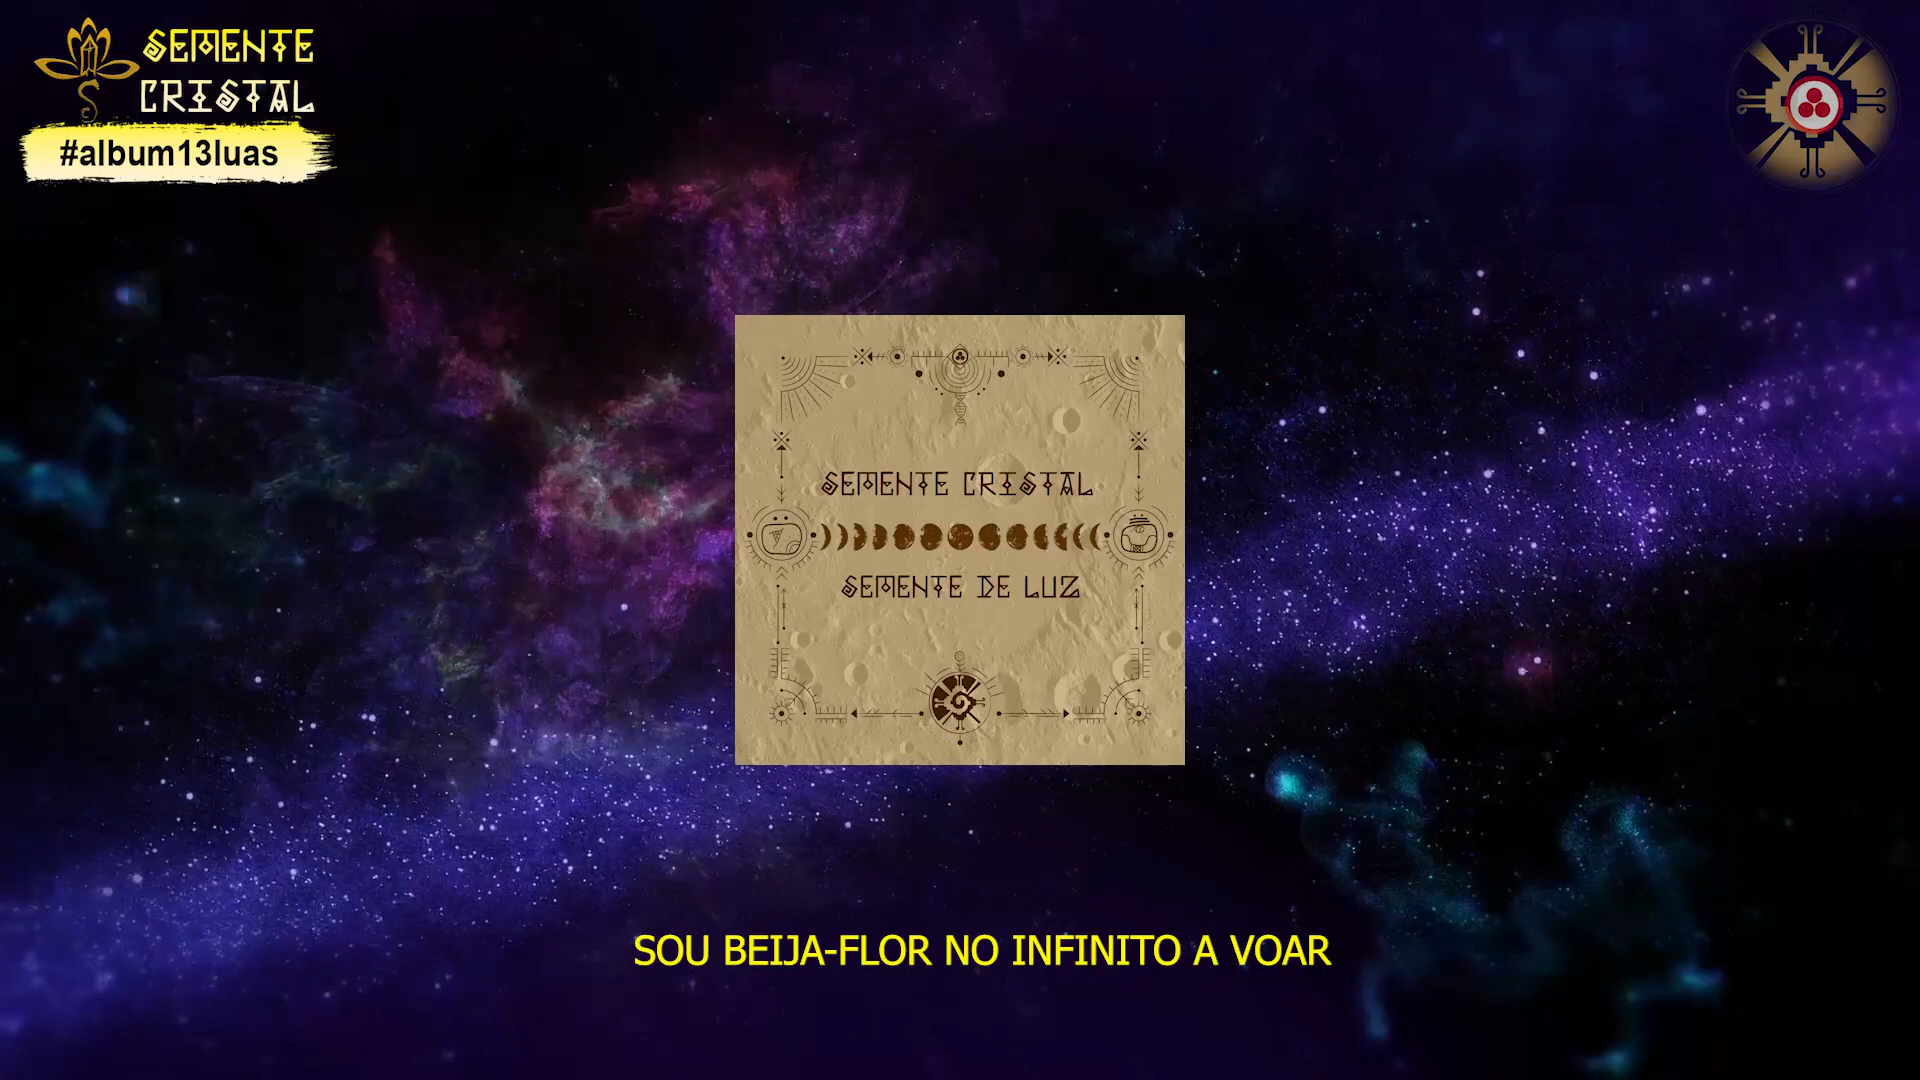 SEMENTE
CRISTAL
#album13luas
SEMENTE CRISTAL
SEMENTE DE LUZ
SOU BEIJA-FLOR NO INFINITO A VOAR